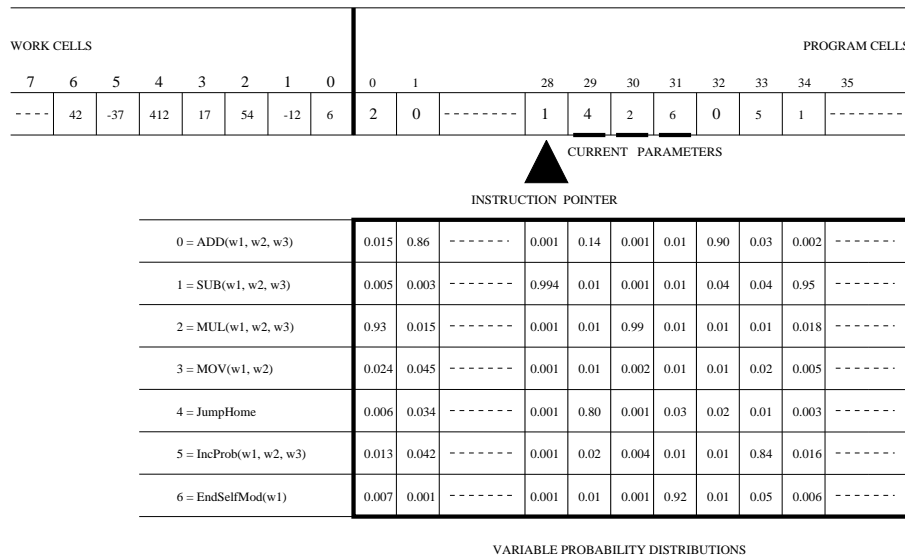 WORK CELLS PROGRAM CELLS
7 6 5 4 3 2 1 0 0 1 28 29 30 31 32 33 34 35
42 -37 412 17 54 -12 6 2 0 1 4 2 6 0 5 1
CURRENT PARAMETERS
INSTRUCTION POINTER
0 = ADD(w1, w2, w3) 0.015 0.86 0.001 0.14 0.001 0.01 0.90 0.03 0.002
1 = SUB(w1, w2, w3) 0.005 0.003 0.994 0.01 0.001 0.01 0.04 0.04 0.95
2 = MUL(w1, w2, w3) 0.93 0.015 0.001 0.01 0.99 0.01 0.01 0.01 0.018
3 = MOV(w1, w2) 0.024 0.045 0.001 0.01 0.002 0.01 0.01 0.02 0.005
4 = JumpHome 0.006 0.034 0.001 0.80 0.001 0.03 0.02 0.01 0.003
5 = IncProb(w1, w2, w3) 0.013 0.042 0.001 0.02 0.004 0.01 0.01 0.84 0.016
6 = EndSelfMod(w1) 0.007 0.001 0.001 0.01 0.001 0.92 0.01 0.05 0.006
VARIABLE PROBABILITY DISTRIBUTIONS